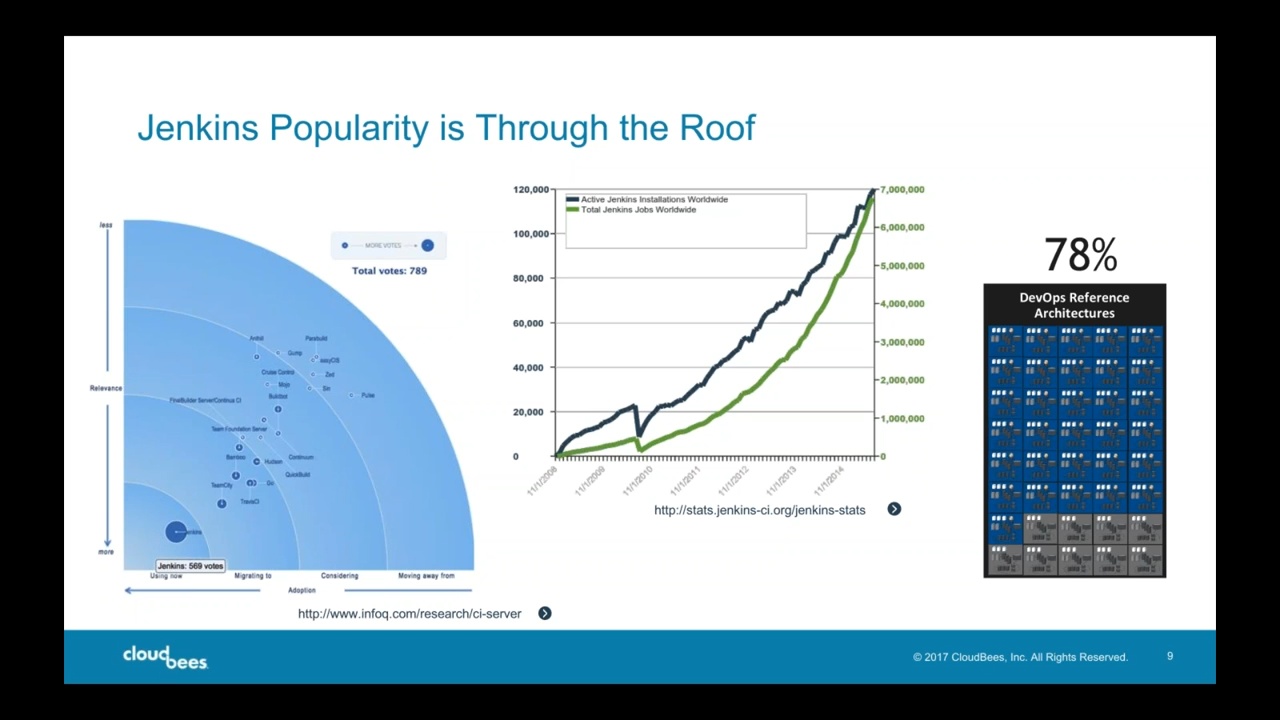 Jenkins Popularity is Through the Roof
less
Relevance
more
MORE VOTES
Total votes: 789
Anthill
Parabuild
Gump
easyCIS
Cruise Control
Zed
Mojo
Sin
Buildbot
Pulse
FinalBuilder Server/Continua CI
Team Foundation Server
Bamboo
Hudson
Continuum
QuickBuild
TeamCity
Go
TravisCI
Jenkins
Jenkins: 569 votes
Using now
Migrating to
Considering
Moving away from
Adoption
http://www.infoq.com/research/ci-server
120,000
100,000
80,000
60,000
40,000
20,000
0
Active Jenkins Installations Worldwide
Total Jenkins Jobs Worldwide
7,000,000
6,000,000
5,000,000
4,000,000
3,000,000
2,000,000
1,000,000
0
11/1/2008
11/1/2009
11/1/2010
11/1/2011
11/1/2012
11/1/2013
11/1/2014
http://stats.jenkins-ci.org/jenkins-stats
78%
DevOps Reference
Architectures
cloudbees
© 2017 CloudBees, Inc. All Rights Reserved.
9